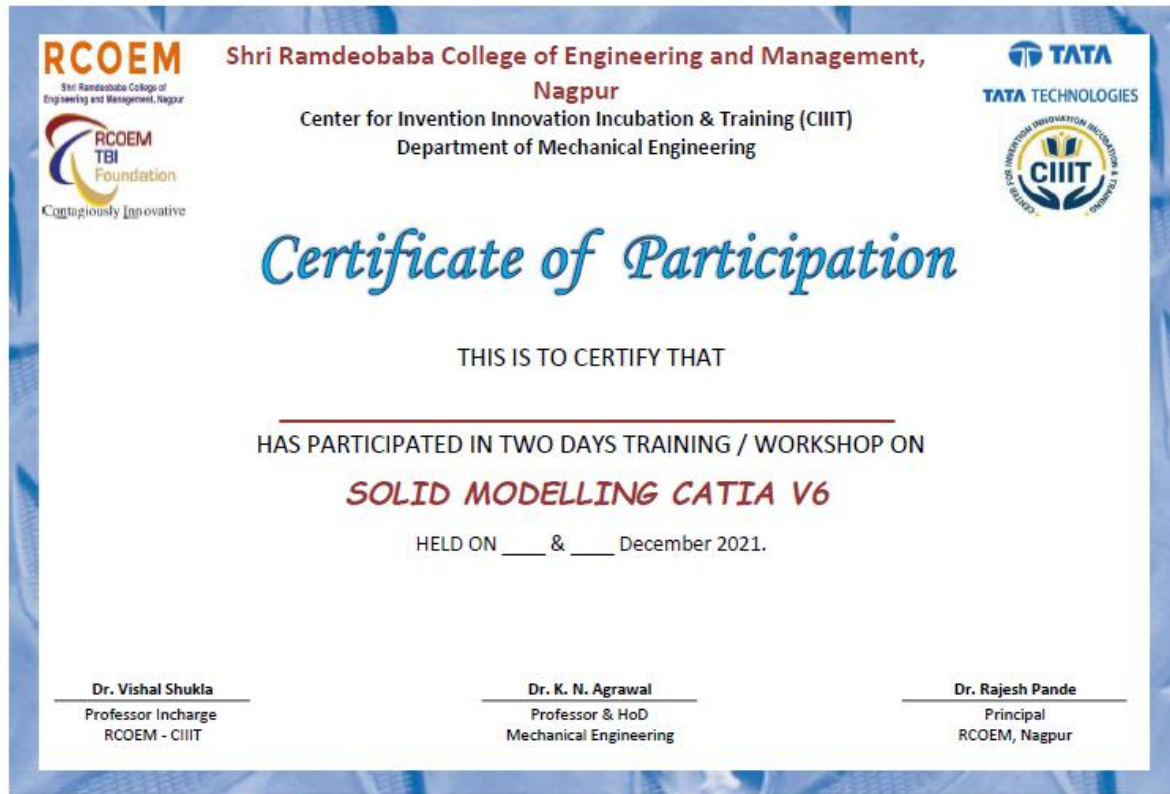 RCOEM
Shri Ramdeobaba College of
Engineering and Management, Nagpur
RCOEM
TBI
Foundation
Contagiously Innovative
Shri Ramdeobaba College of Engineering and Management,
Nagpur
Center for Invention Innovation Incubation & Training (CIIIT)
Department of Mechanical Engineering
TATA
TATA TECHNOLOGIES
CENTER FOR INVENTION INNOVATION INCUBATION & TRAINING
CIIIT
Certificate of Participation
THIS IS TO CERTIFY THAT
HAS PARTICIPATED IN TWO DAYS TRAINING / WORKSHOP ON
SOLID MODELLING CATIA V6
HELD ON ____ & ____ December 2021.
Dr. Vishal Shukla
Professor Incharge
RCOEM - CIIIT
Dr. K. N. Agrawal
Professor & HoD
Mechanical Engineering
Dr. Rajesh Pande
Principal
RCOEM, Nagpur